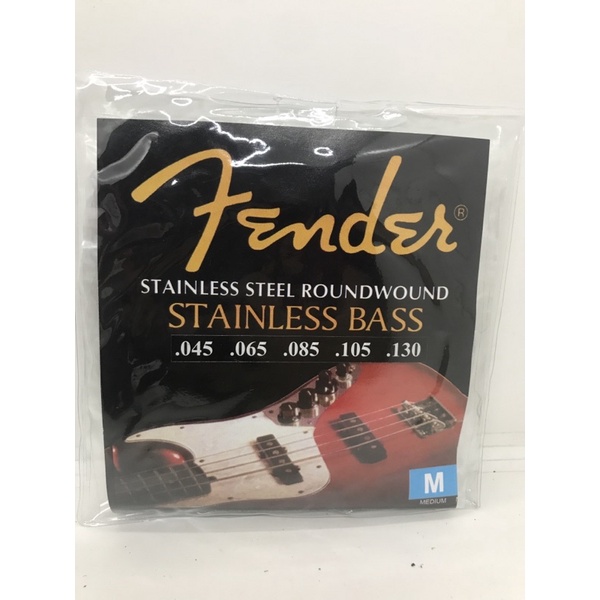 Fender®
STAINLESS STEEL ROUNDWOUND
STAINLESS BASS
.045 .065 .085 .105 .130
M
MEDIUM